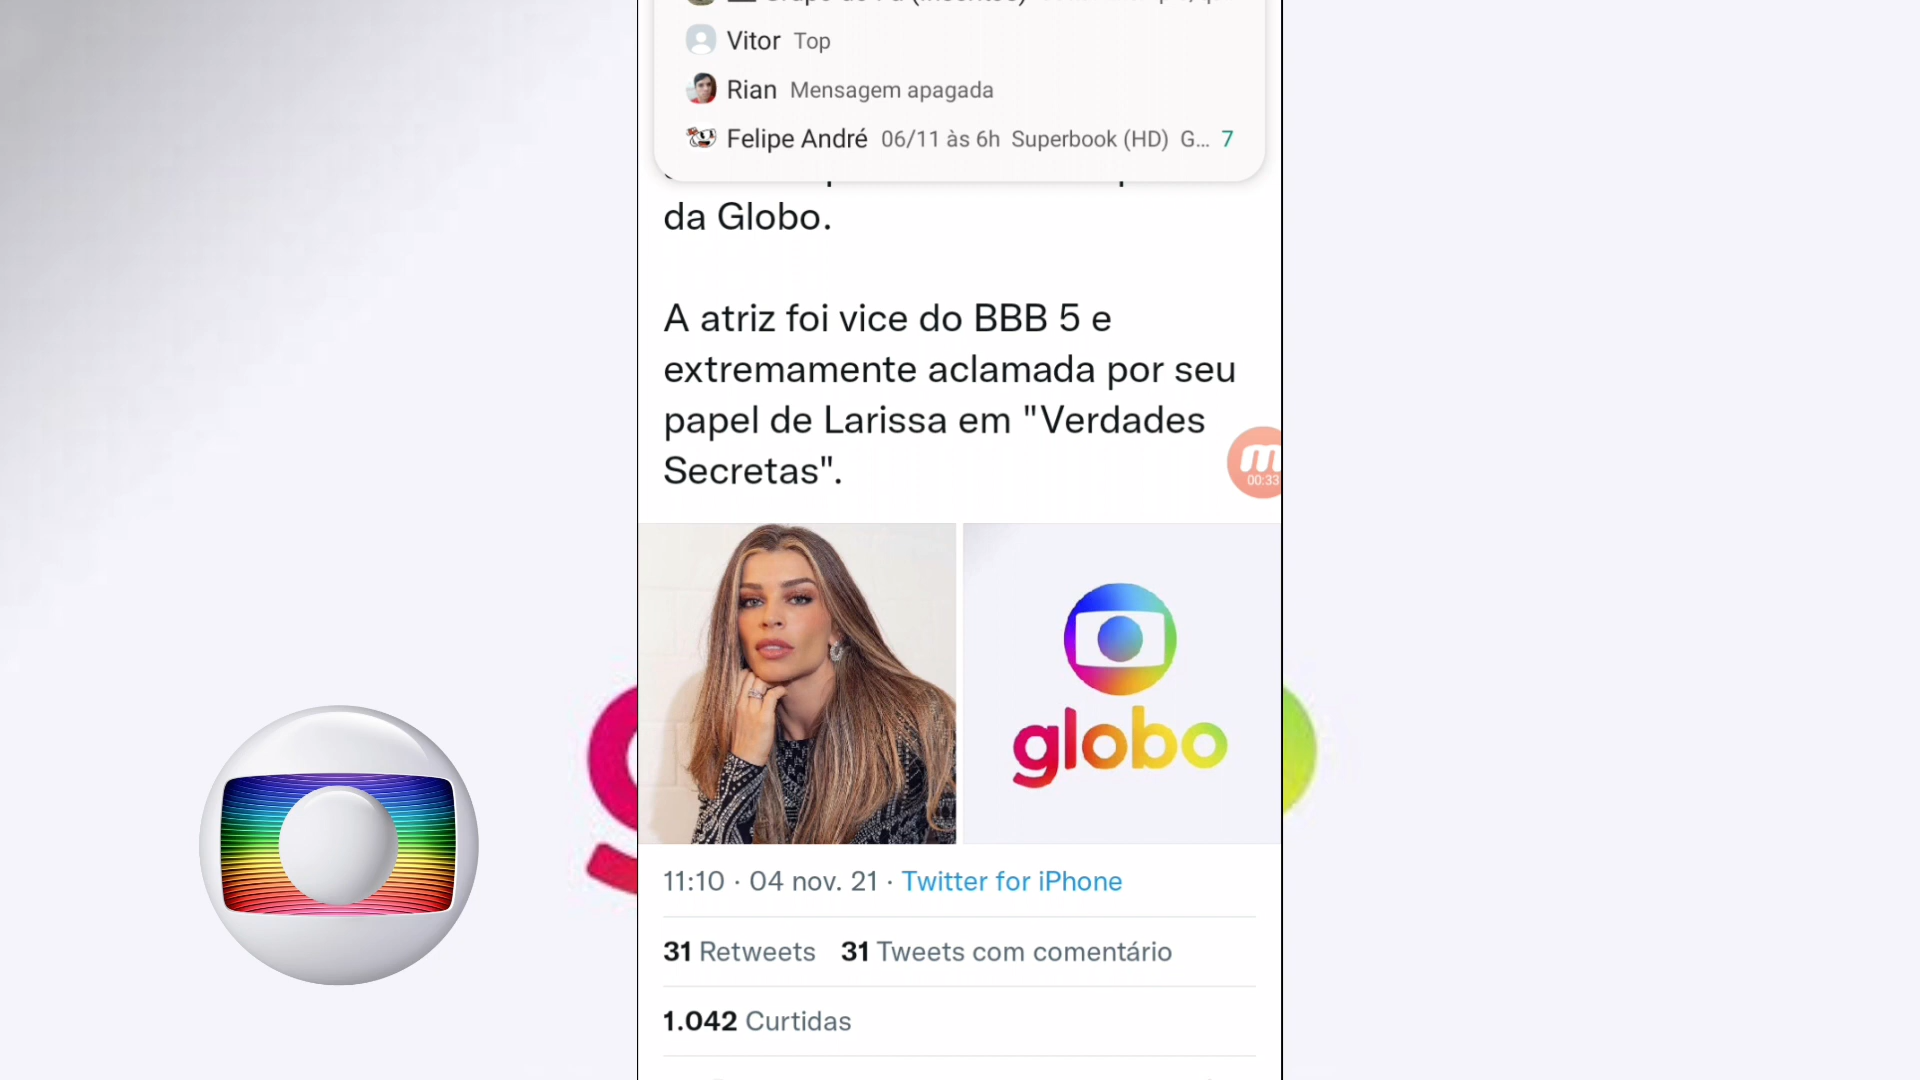 Vitor Top
Rian Mensagem apagada
Felipe André 06/11 às 6h Superbook (HD) G... 7
da Globo.
A atriz foi vice do BBB 5 e
extremamente aclamada por seu
papel de Larissa em "Verdades
Secretas".
m
00:33
globo
11:10 · 04 nov. 21 · Twitter for iPhone
31 Retweets 31 Tweets com comentário
1.042 Curtidas